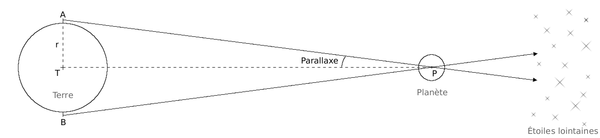 A
r
Parallaxe
T
P
Terre
Planète
B
Étoiles lointaines